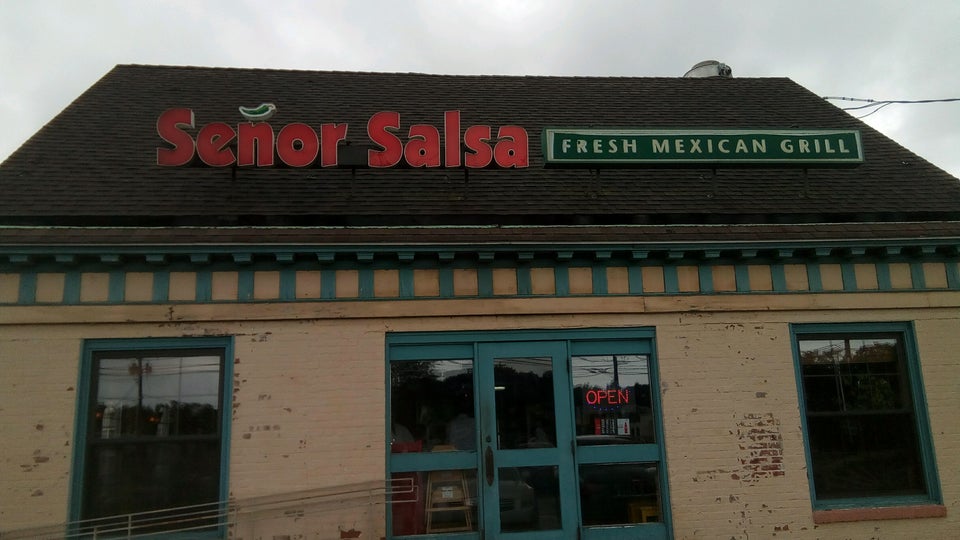 Señor Salsa
FRESH MEXICAN GRILL
OPEN